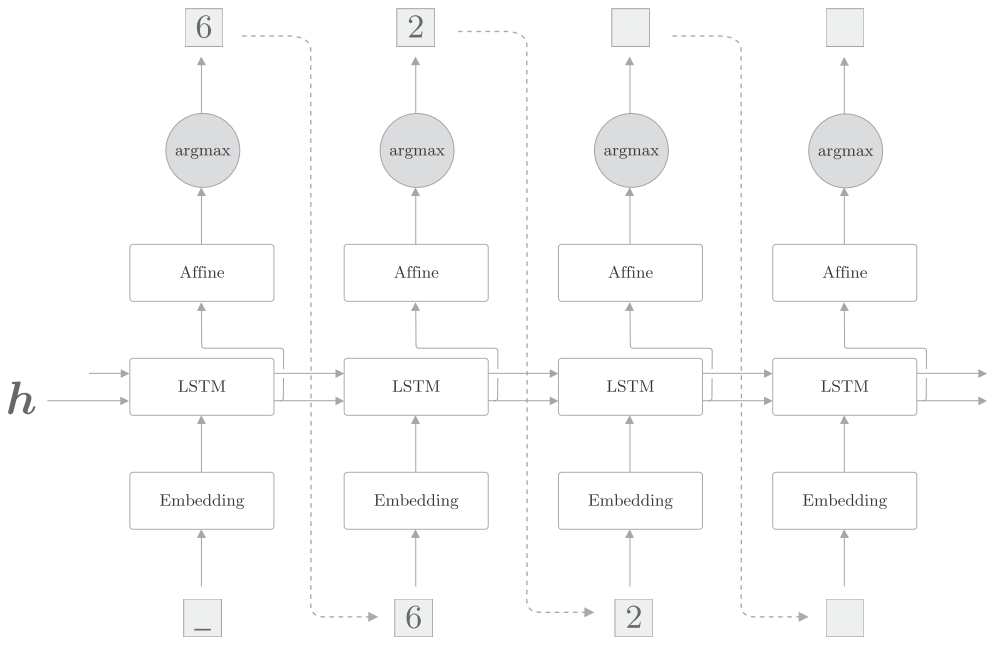 6 2
argmax argmax argmax argmax
Affine Affine Affine Affine
LSTM LSTM LSTM LSTM
h
Embedding Embedding Embedding Embedding
_ 6 2